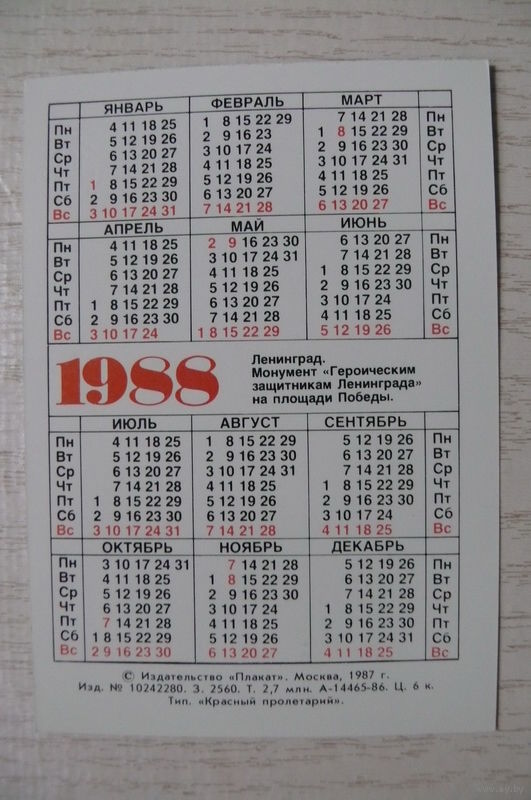 ЯНВАРЬ ФЕВРАЛЬ МАРТ
Пн 4 11 18 25 1 8 15 22 29 7 14 21 28 Пн
Вт 5 12 19 26 2 9 16 23 1 8 15 22 29 Вт
Ср 6 13 20 27 3 10 17 24 2 9 16 23 30 Ср
Чт 7 14 21 28 4 11 18 25 3 10 17 24 31 Чт
Пт 1 8 15 22 29 5 12 19 26 4 11 18 25 Пт
Сб 2 9 16 23 30 6 13 20 27 5 12 19 26 Сб
Вс 3 10 17 24 31 7 14 21 28 6 13 20 27 Вс
АПРЕЛЬ МАЙ ИЮНЬ
Пн 4 11 18 25 2 9 16 23 30 6 13 20 27 Пн
Вт 5 12 19 26 3 10 17 24 31 7 14 21 28 Вт
Ср 6 13 20 27 4 11 18 25 1 8 15 22 29 Ср
Чт 7 14 21 28 5 12 19 26 2 9 16 23 30 Чт
Пт 1 8 15 22 29 6 13 20 27 3 10 17 24 Пт
Сб 2 9 16 23 30 7 14 21 28 4 11 18 25 Сб
Вс 3 10 17 24 1 8 15 22 29 5 12 19 26 Вс
1988
Ленинград.
Монумент «Героическим
защитникам Ленинграда»
на площади Победы.
ИЮЛЬ АВГУСТ СЕНТЯБРЬ
Пн 4 11 18 25 1 8 15 22 29 5 12 19 26 Пн
Вт 5 12 19 26 2 9 16 23 30 6 13 20 27 Вт
Ср 6 13 20 27 3 10 17 24 31 7 14 21 28 Ср
Чт 7 14 21 28 4 11 18 25 1 8 15 22 29 Чт
Пт 1 8 15 22 29 5 12 19 26 2 9 16 23 30 Пт
Сб 2 9 16 23 30 6 13 20 27 3 10 17 24 Сб
Вс 3 10 17 24 31 7 14 21 28 4 11 18 25 Вс
ОКТЯБРЬ НОЯБРЬ ДЕКАБРЬ
Пн 3 10 17 24 31 7 14 21 28 5 12 19 26 Пн
Вт 4 11 18 25 1 8 15 22 29 6 13 20 27 Вт
Ср 5 12 19 26 2 9 16 23 30 7 14 21 28 Ср
Чт 6 13 20 27 3 10 17 24 1 8 15 22 29 Чт
Пт 7 14 21 28 4 11 18 25 2 9 16 23 30 Пт
Сб 1 8 15 22 29 5 12 19 26 3 10 17 24 31 Сб
Вс 2 9 16 23 30 6 13 20 27 4 11 18 25 Вс
© Издательство «Плакат». Москва, 1987 г.
Изд. № 10242280. З. 2560. Т. 2,7 млн. А-14465-86. Ц. 6 к.
Тип. «Красный пролетарий».